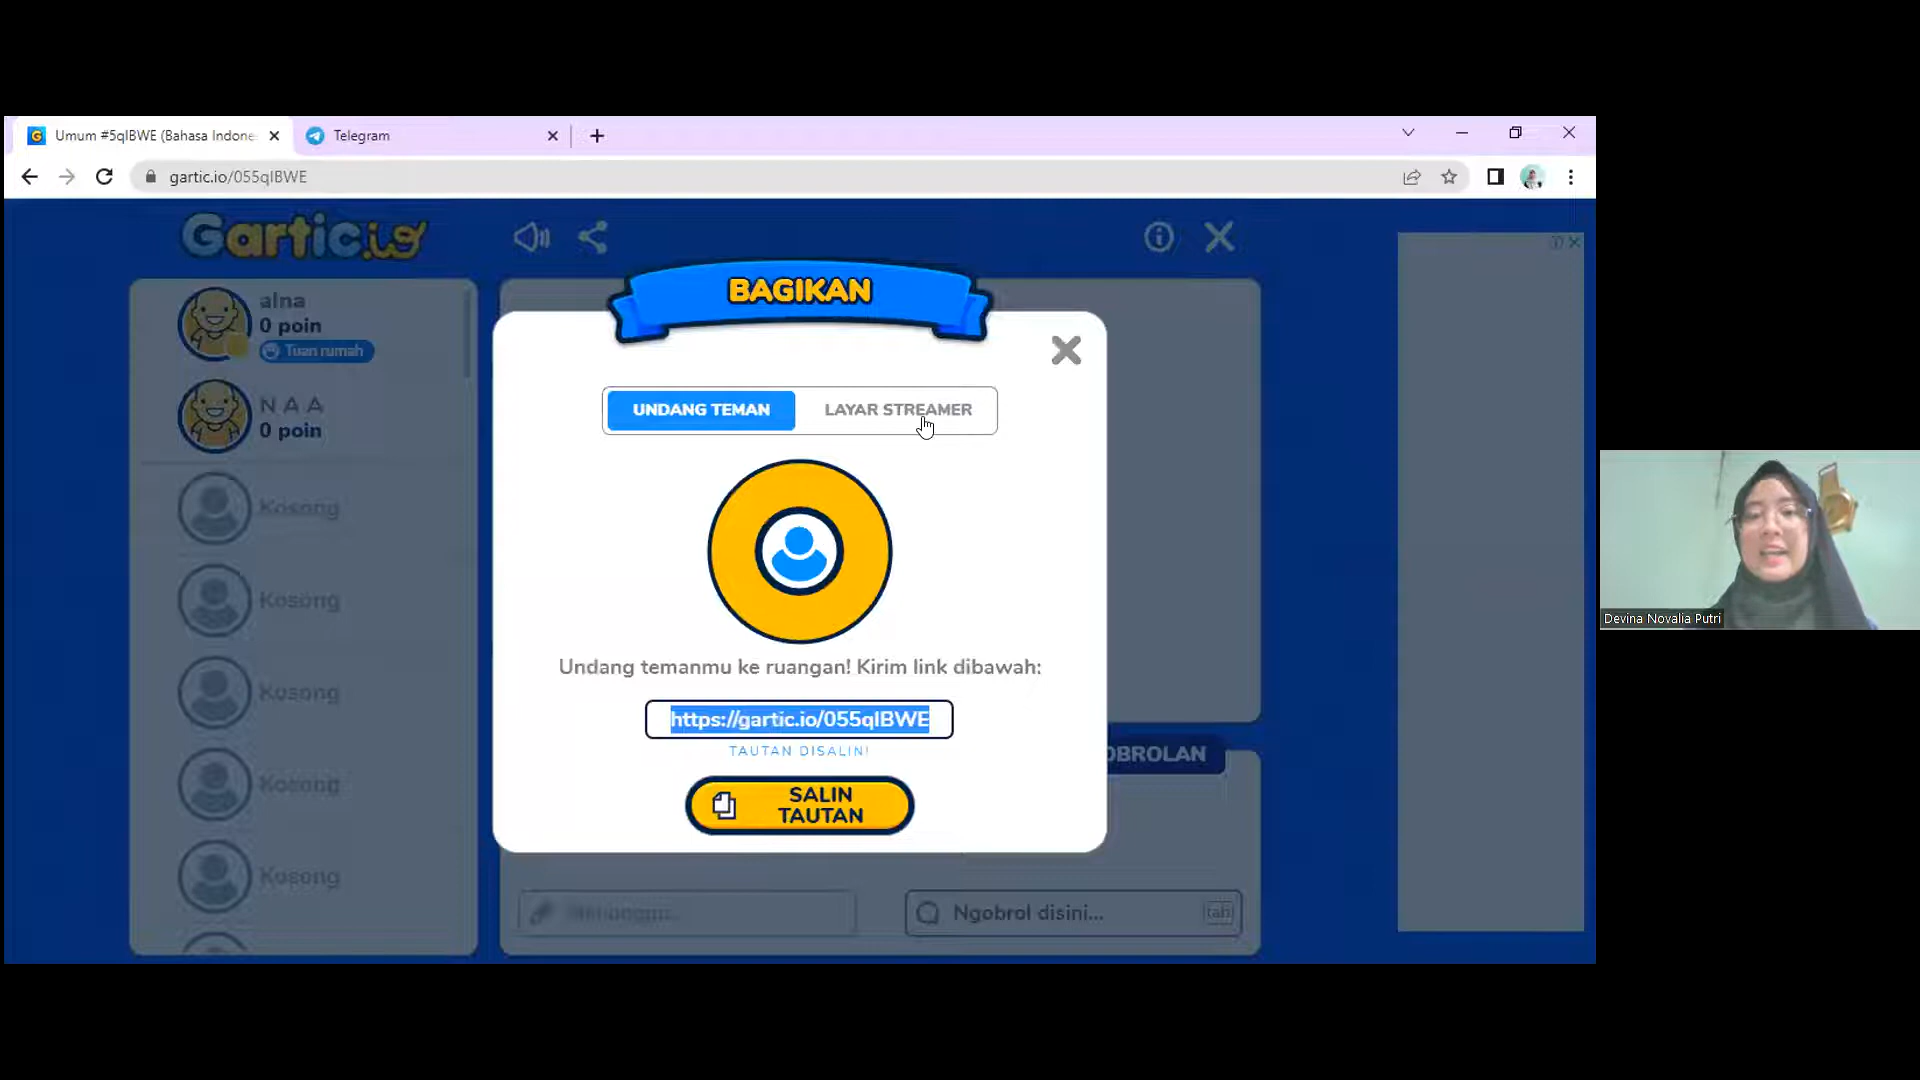 Umum #5qIBWE (Bahasa Indone
Telegram
gartic.io/055qIBWE
Gartic.io
alna
0 poin
Tuan rumah
N A A
0 poin
Kosong
Kosong
Kosong
Kosong
Kosong
BAGIKAN
UNDANG TEMAN
LAYAR STREAMER
Undang temanmu ke ruangan! Kirim link dibawah:
https://gartic.io/055qIBWE
TAUTAN DISALIN!
SALIN
TAUTAN
OBROLAN
Menunggu...
Ngobrol disini...
tab
Devina Novalia Putri